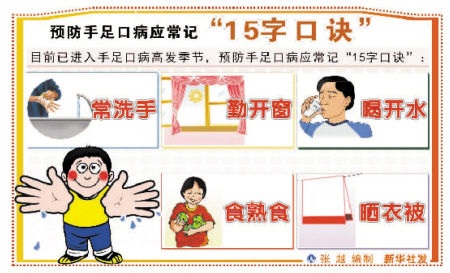 预防手足口病应常记“15字口诀”
目前已进入手足口病高发季节，预防手足口病应常记“15字口诀”：
常洗手 勤开窗 喝开水
食熟食 晒衣被
张越 编制 新华社发